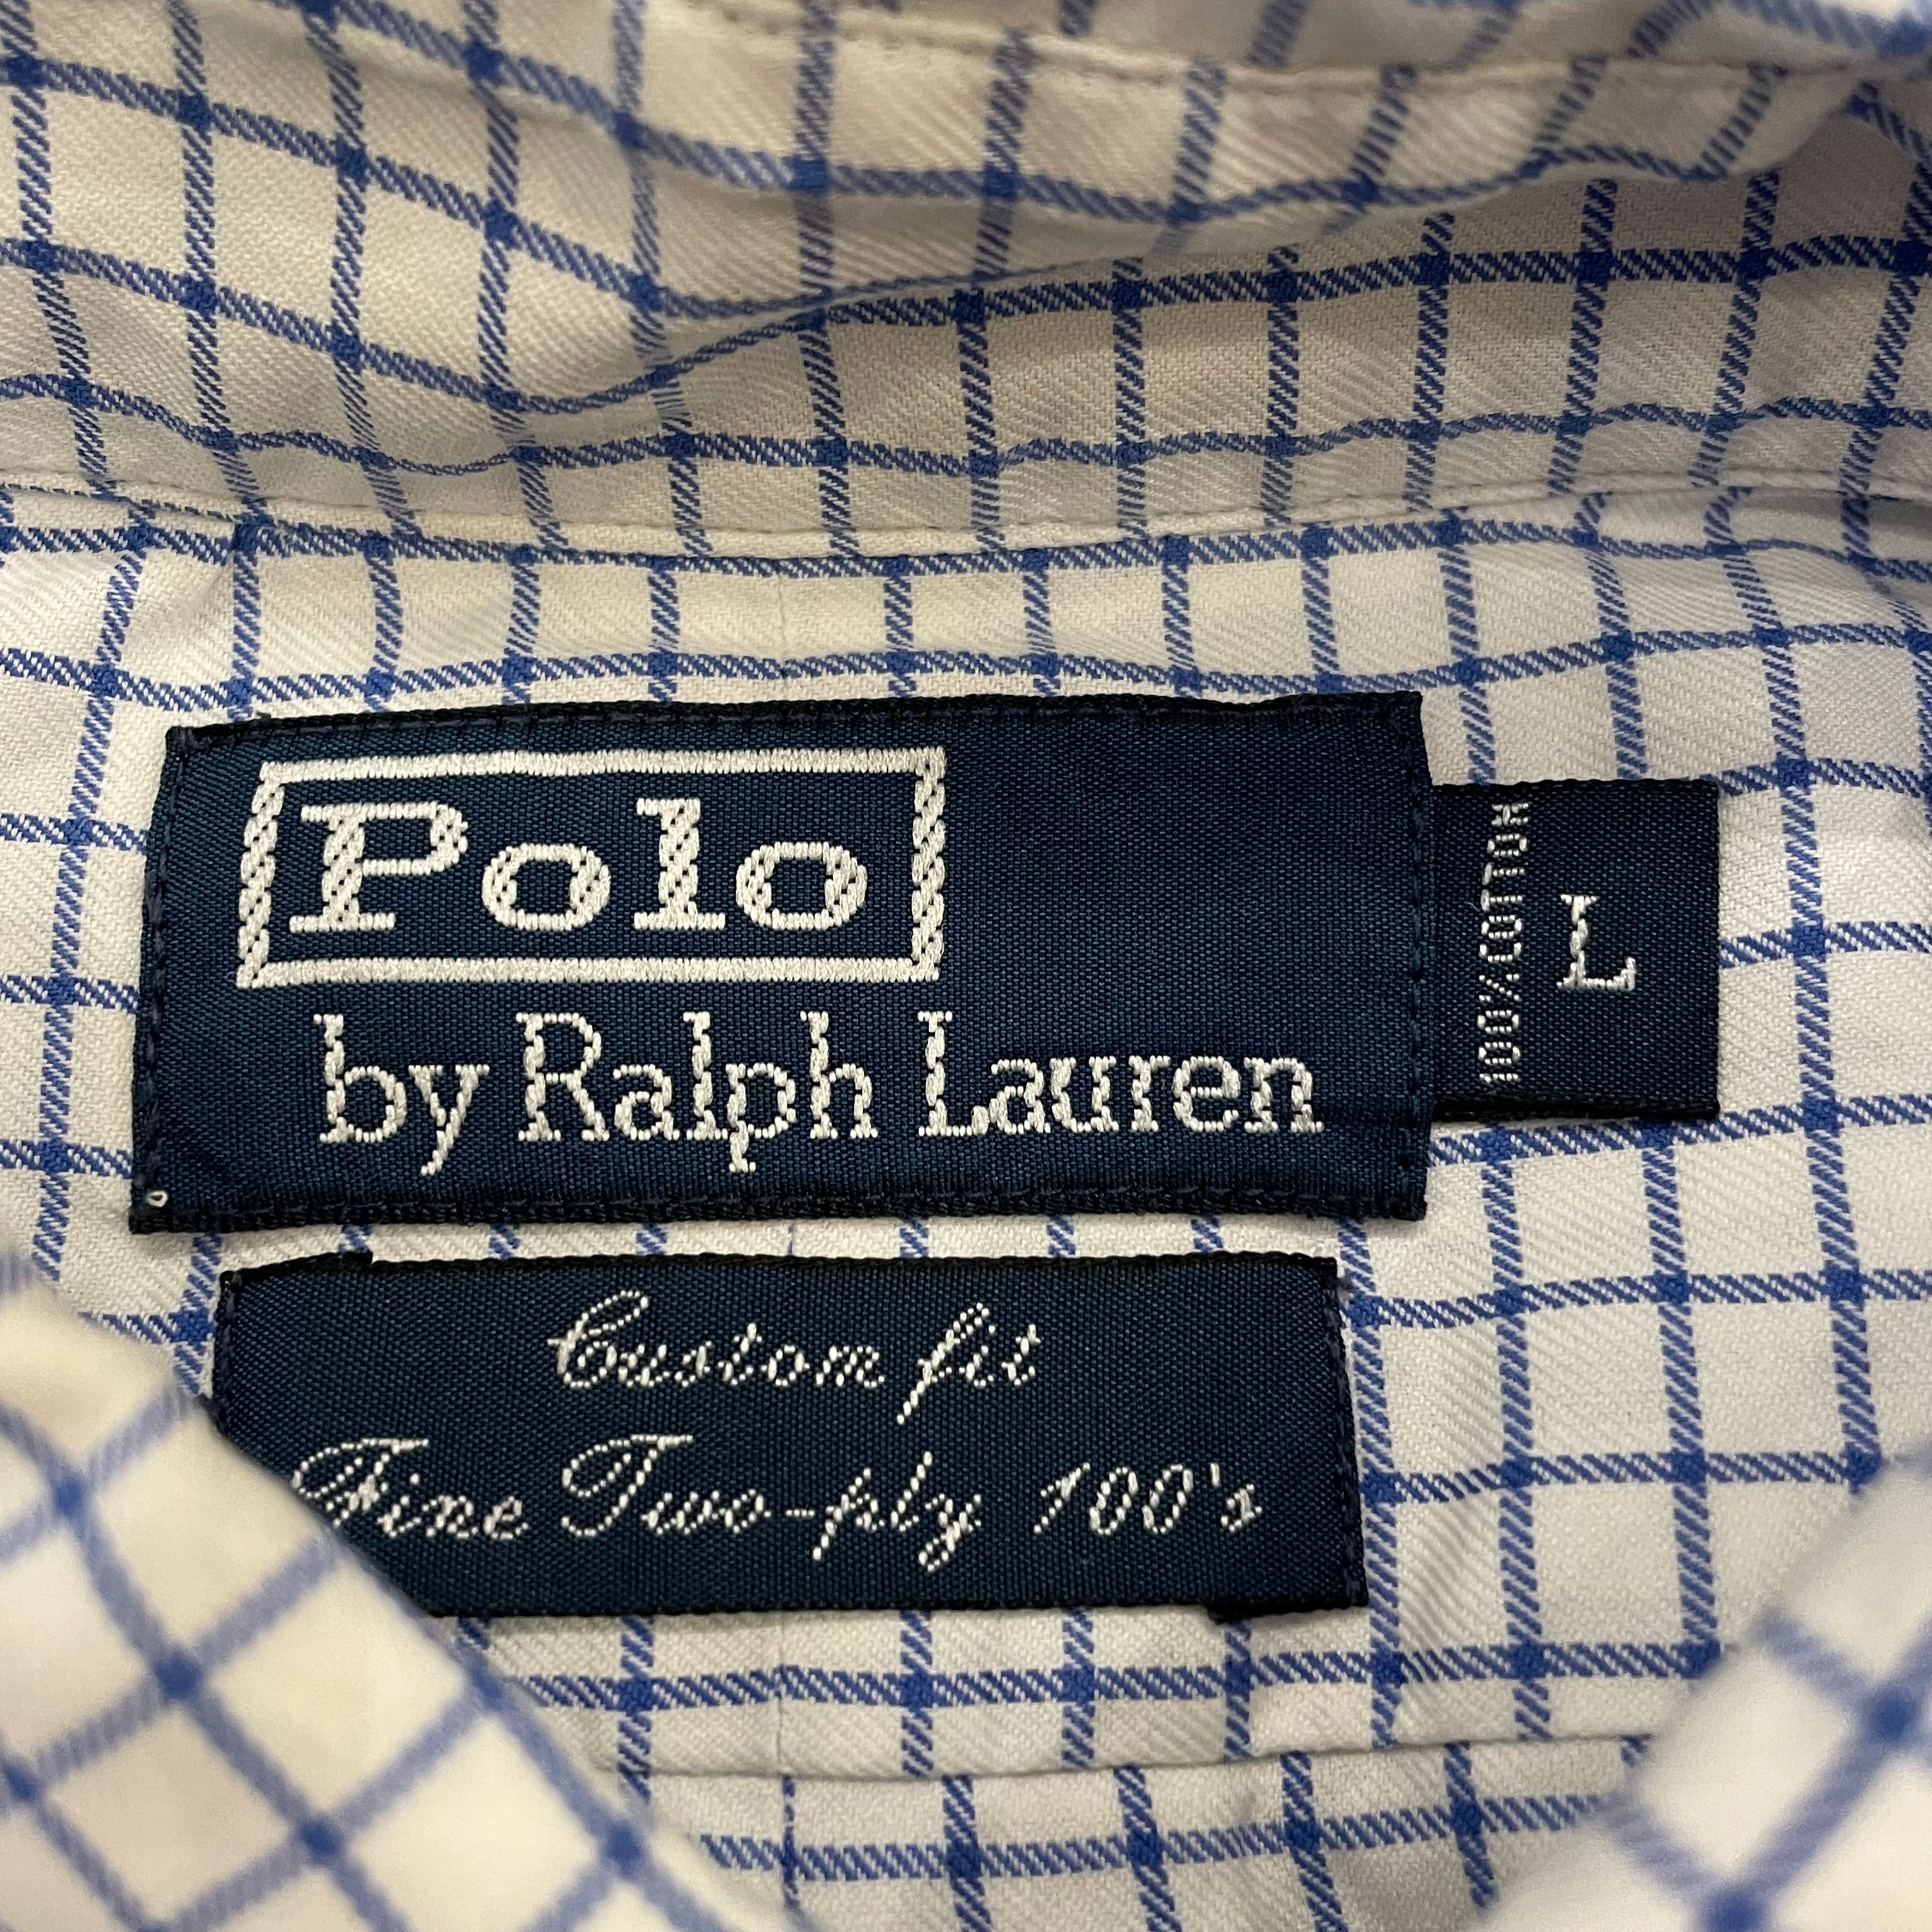 Polo
by Ralph Lauren
100% COTTON
L
Custom fit
Fine Two-ply 100's